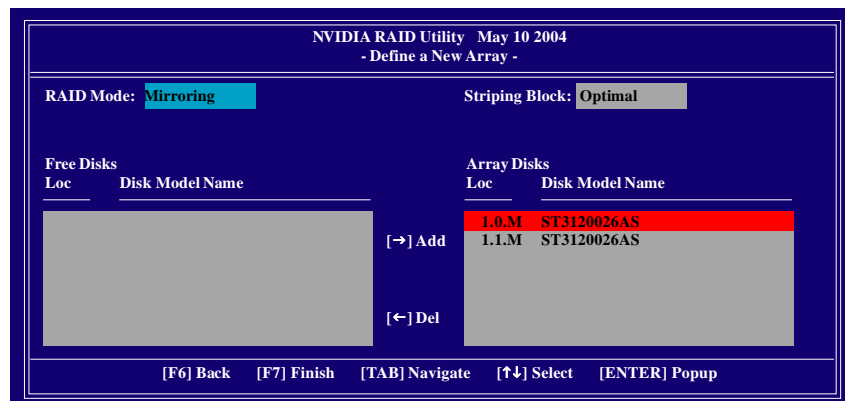 NVIDIA RAID Utility May 10 2004
- Define a New Array -
RAID Mode: Mirroring
Striping Block: Optimal
Free Disks
Loc Disk Model Name
Array Disks
Loc Disk Model Name
1.0.M ST3120026AS
1.1.M ST3120026AS
[→] Add
[←] Del
[F6] Back [F7] Finish [TAB] Navigate [↑↓] Select [ENTER] Popup